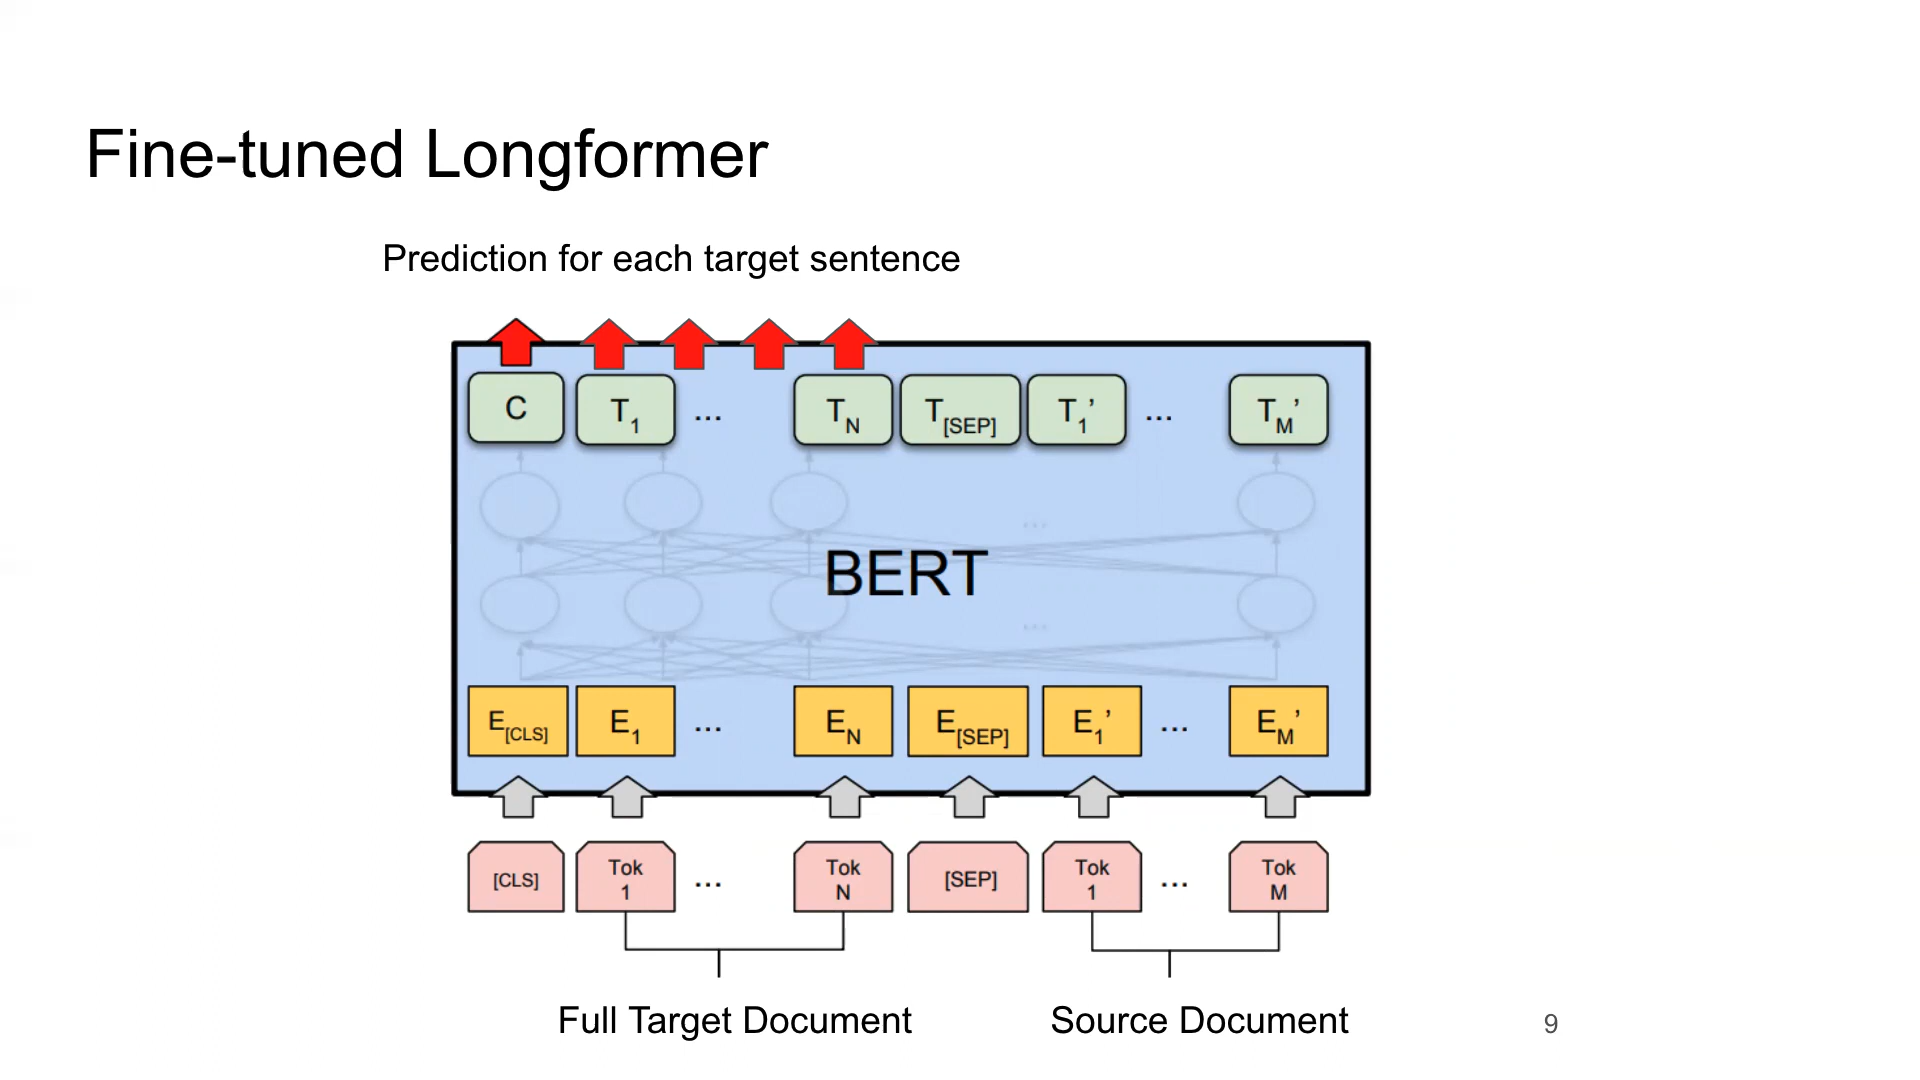 Fine-tuned Longformer
Prediction for each target sentence
C T1 ... TN T[SEP] T1’ ... TM’
...
BERT
...
E[CLS] E1 ... EN E[SEP] E1’ ... EM’
[CLS] Tok 1 ... Tok N [SEP] Tok 1 ... Tok M
Full Target Document Source Document 9